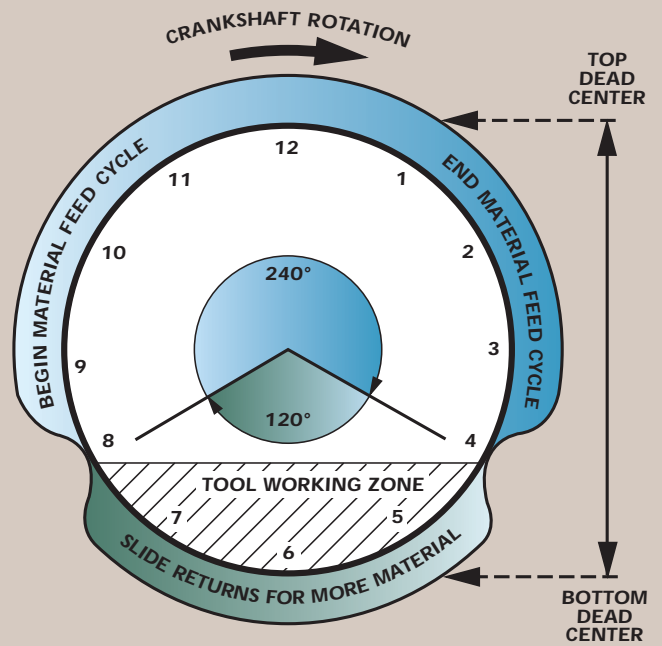 CRANKSHAFT ROTATION
TOP
DEAD
CENTER
BEGIN MATERIAL FEED CYCLE
END MATERIAL FEED CYCLE
12
11
1
10
2
240°
9
3
120°
8
4
TOOL WORKING ZONE
7
5
6
SLIDE RETURNS FOR MORE MATERIAL
BOTTOM
DEAD
CENTER